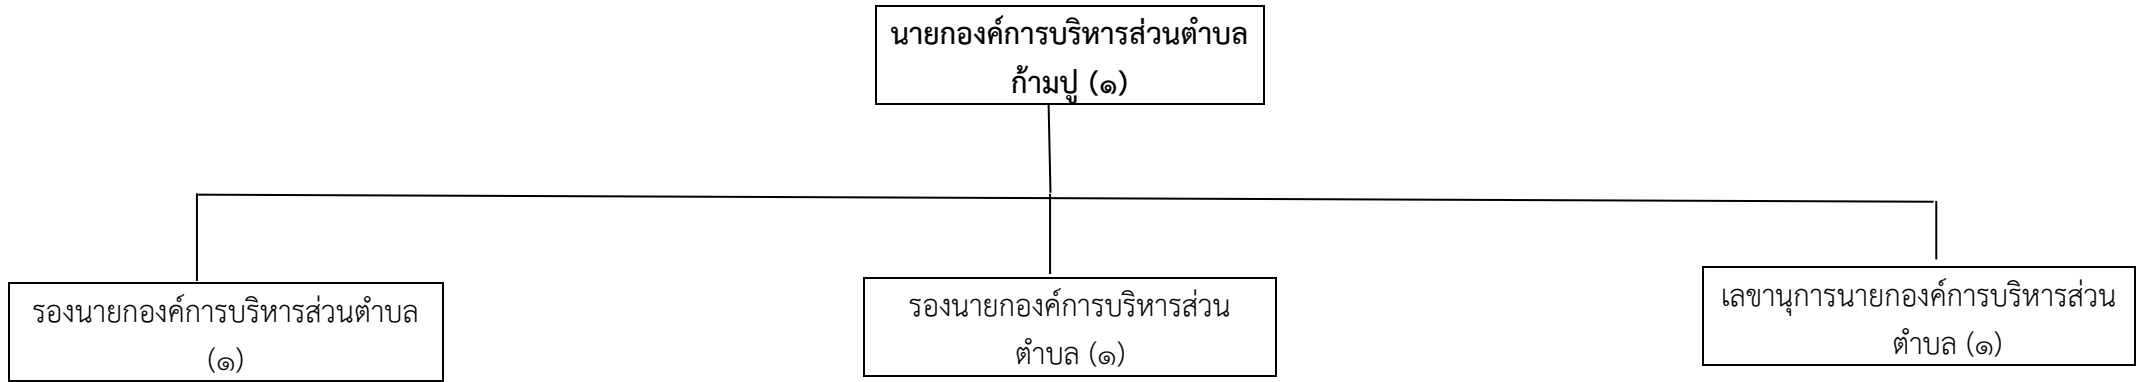 นายกองค์การบริหารส่วนตำบล
ก้ามปู (๑)
รองนายกองค์การบริหารส่วนตำบล
(๑)
รองนายกองค์การบริหารส่วน
ตำบล (๑)
เลขานุการนายกองค์การบริหารส่วน
ตำบล (๑)